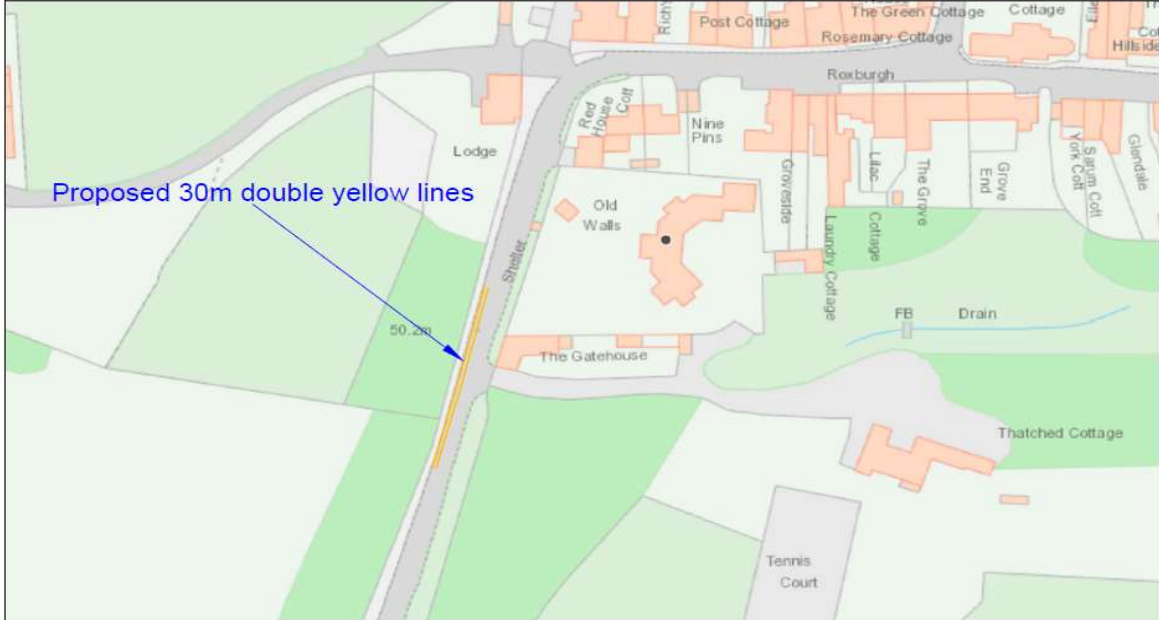 Post Cottage
The Green Cottage
Rosemary Cottage
Cottage
Hillside
Roxburgh
Red
House
Cott
Nine
Pins
Lodge
Proposed 30m double yellow lines
Old
Walls
Shelter
Groveside
Laundry Cottage
Lilac
Cottage
The Grove
Grove
End
York Cott
Sarum Cott
Glendale
50.2m
FB
Drain
The Gatehouse
Thatched Cottage
Tennis
Court